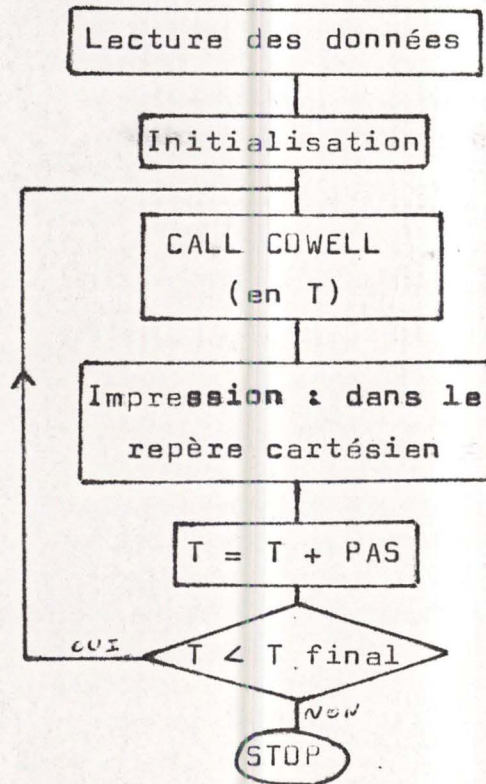 Lecture des données
Initialisation
CALL COWELL
(en T)
Impression : dans le
repère cartésien
T = T + PAS
T < T final
OUI
NON
STOP